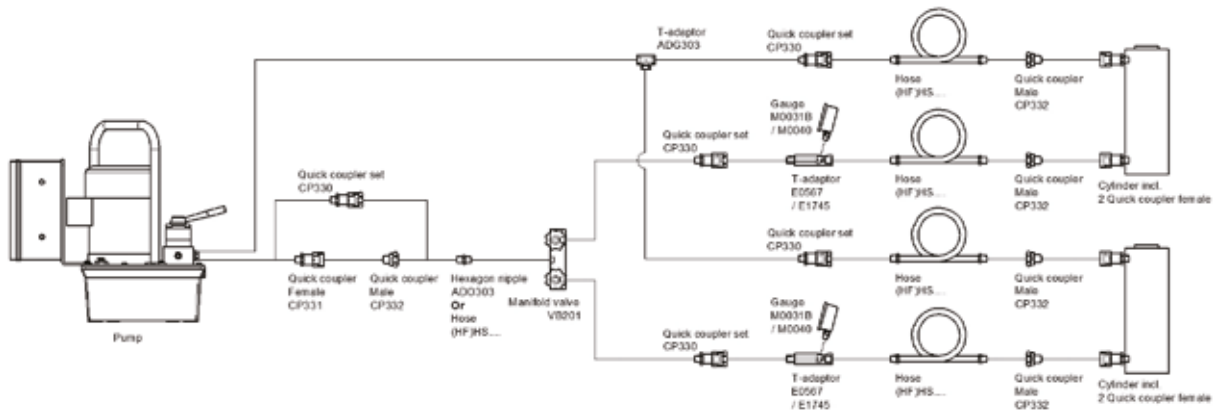 T-adaptor
ADG303
Quick coupler set
CP330
Hose
(HF)HS....
Quick coupler
Male
CP332
Gauge
M0031B
/ M0040
Quick coupler set
CP330
T-adaptor
E0567
/ E1745
Hose
(HF)HS....
Quick coupler
Male
CP332
Cylinder incl.
2 Quick coupler female
Quick coupler set
CP330
Quick coupler
Female
CP331
Quick coupler
Male
CP332
Hexagon nipple
ADO303
Or
Hose
(HF)HS....
Manifold valve
VB201
Pump
Quick coupler set
CP330
Hose
(HF)HS....
Quick coupler
Male
CP332
Gauge
M0031B
/ M0040
Quick coupler set
CP330
T-adaptor
E0567
/ E1745
Hose
(HF)HS....
Quick coupler
Male
CP332
Cylinder incl.
2 Quick coupler female